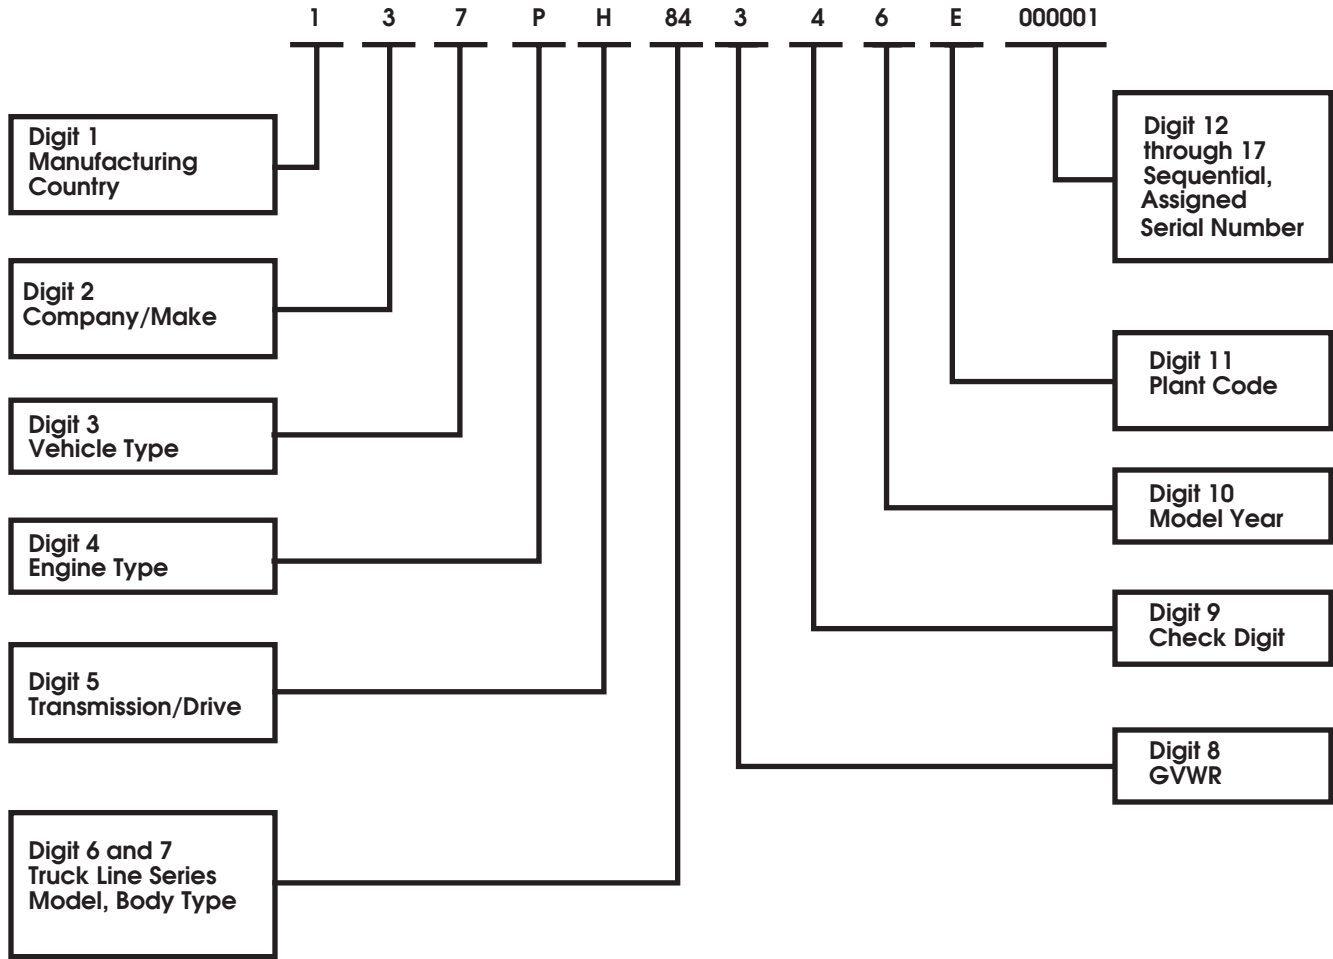 1 3 7 P H 84 3 4 6 E 000001
Digit 1
Manufacturing
Country
Digit 2
Company/Make
Digit 3
Vehicle Type
Digit 4
Engine Type
Digit 5
Transmission/Drive
Digit 6 and 7
Truck Line Series
Model, Body Type
Digit 12
through 17
Sequential,
Assigned
Serial Number
Digit 11
Plant Code
Digit 10
Model Year
Digit 9
Check Digit
Digit 8
GVWR